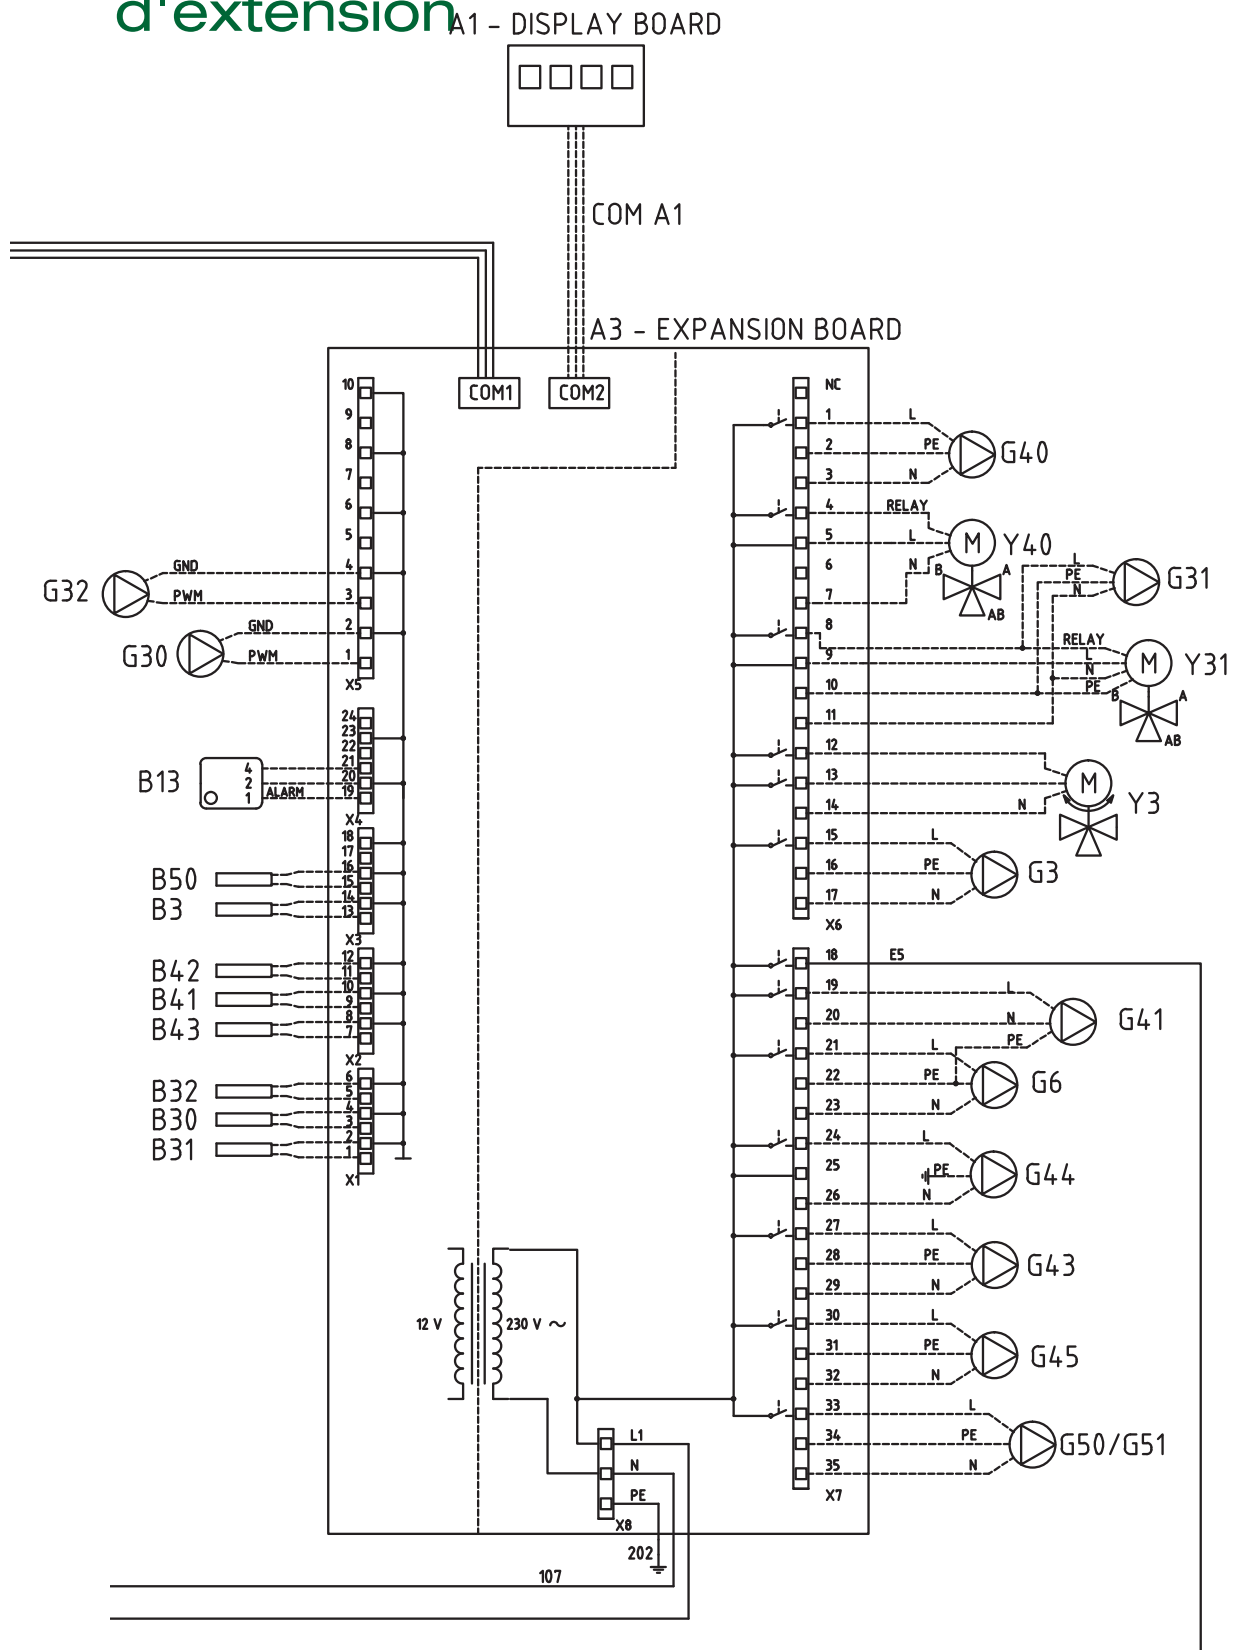 d'extension
A1 - DISPLAY BOARD
COM A1
A3 - EXPANSION BOARD
COM1 COM2
10
9
8
7
6
5
4 GND
G32
3 PWM
2 GND
G30
1 PWM
X5
24
23
22
21
20
19
B13
4
2
1 ALARM
X4
18
17
16
15
14
13
B50
B3
X3
12
11
10
9
8
7
B42
B41
B43
X2
6
5
4
3
2
1
B32
B30
B31
X1
NC
1 L
2 PE G40
3 N
4 RELAY
5 L Y40
6
7 N
B A
AB
L
PE G31
N
8
RELAY
9 L Y31
N
10 PE
B A
AB
11
12
13
14 N Y3
15 L
16 PE G3
17 N
X6
18 E5
19 L
20 N G41
PE
21 L
22 PE G6
23 N
24 L
25 PE G44
26 N
27 L
28 PE G43
29 N
30 L
31 PE G45
32 N
33 L
34 PE G50/G51
35 N
X7
12 V 230 V ~
L1
N
PE
X8
202
107